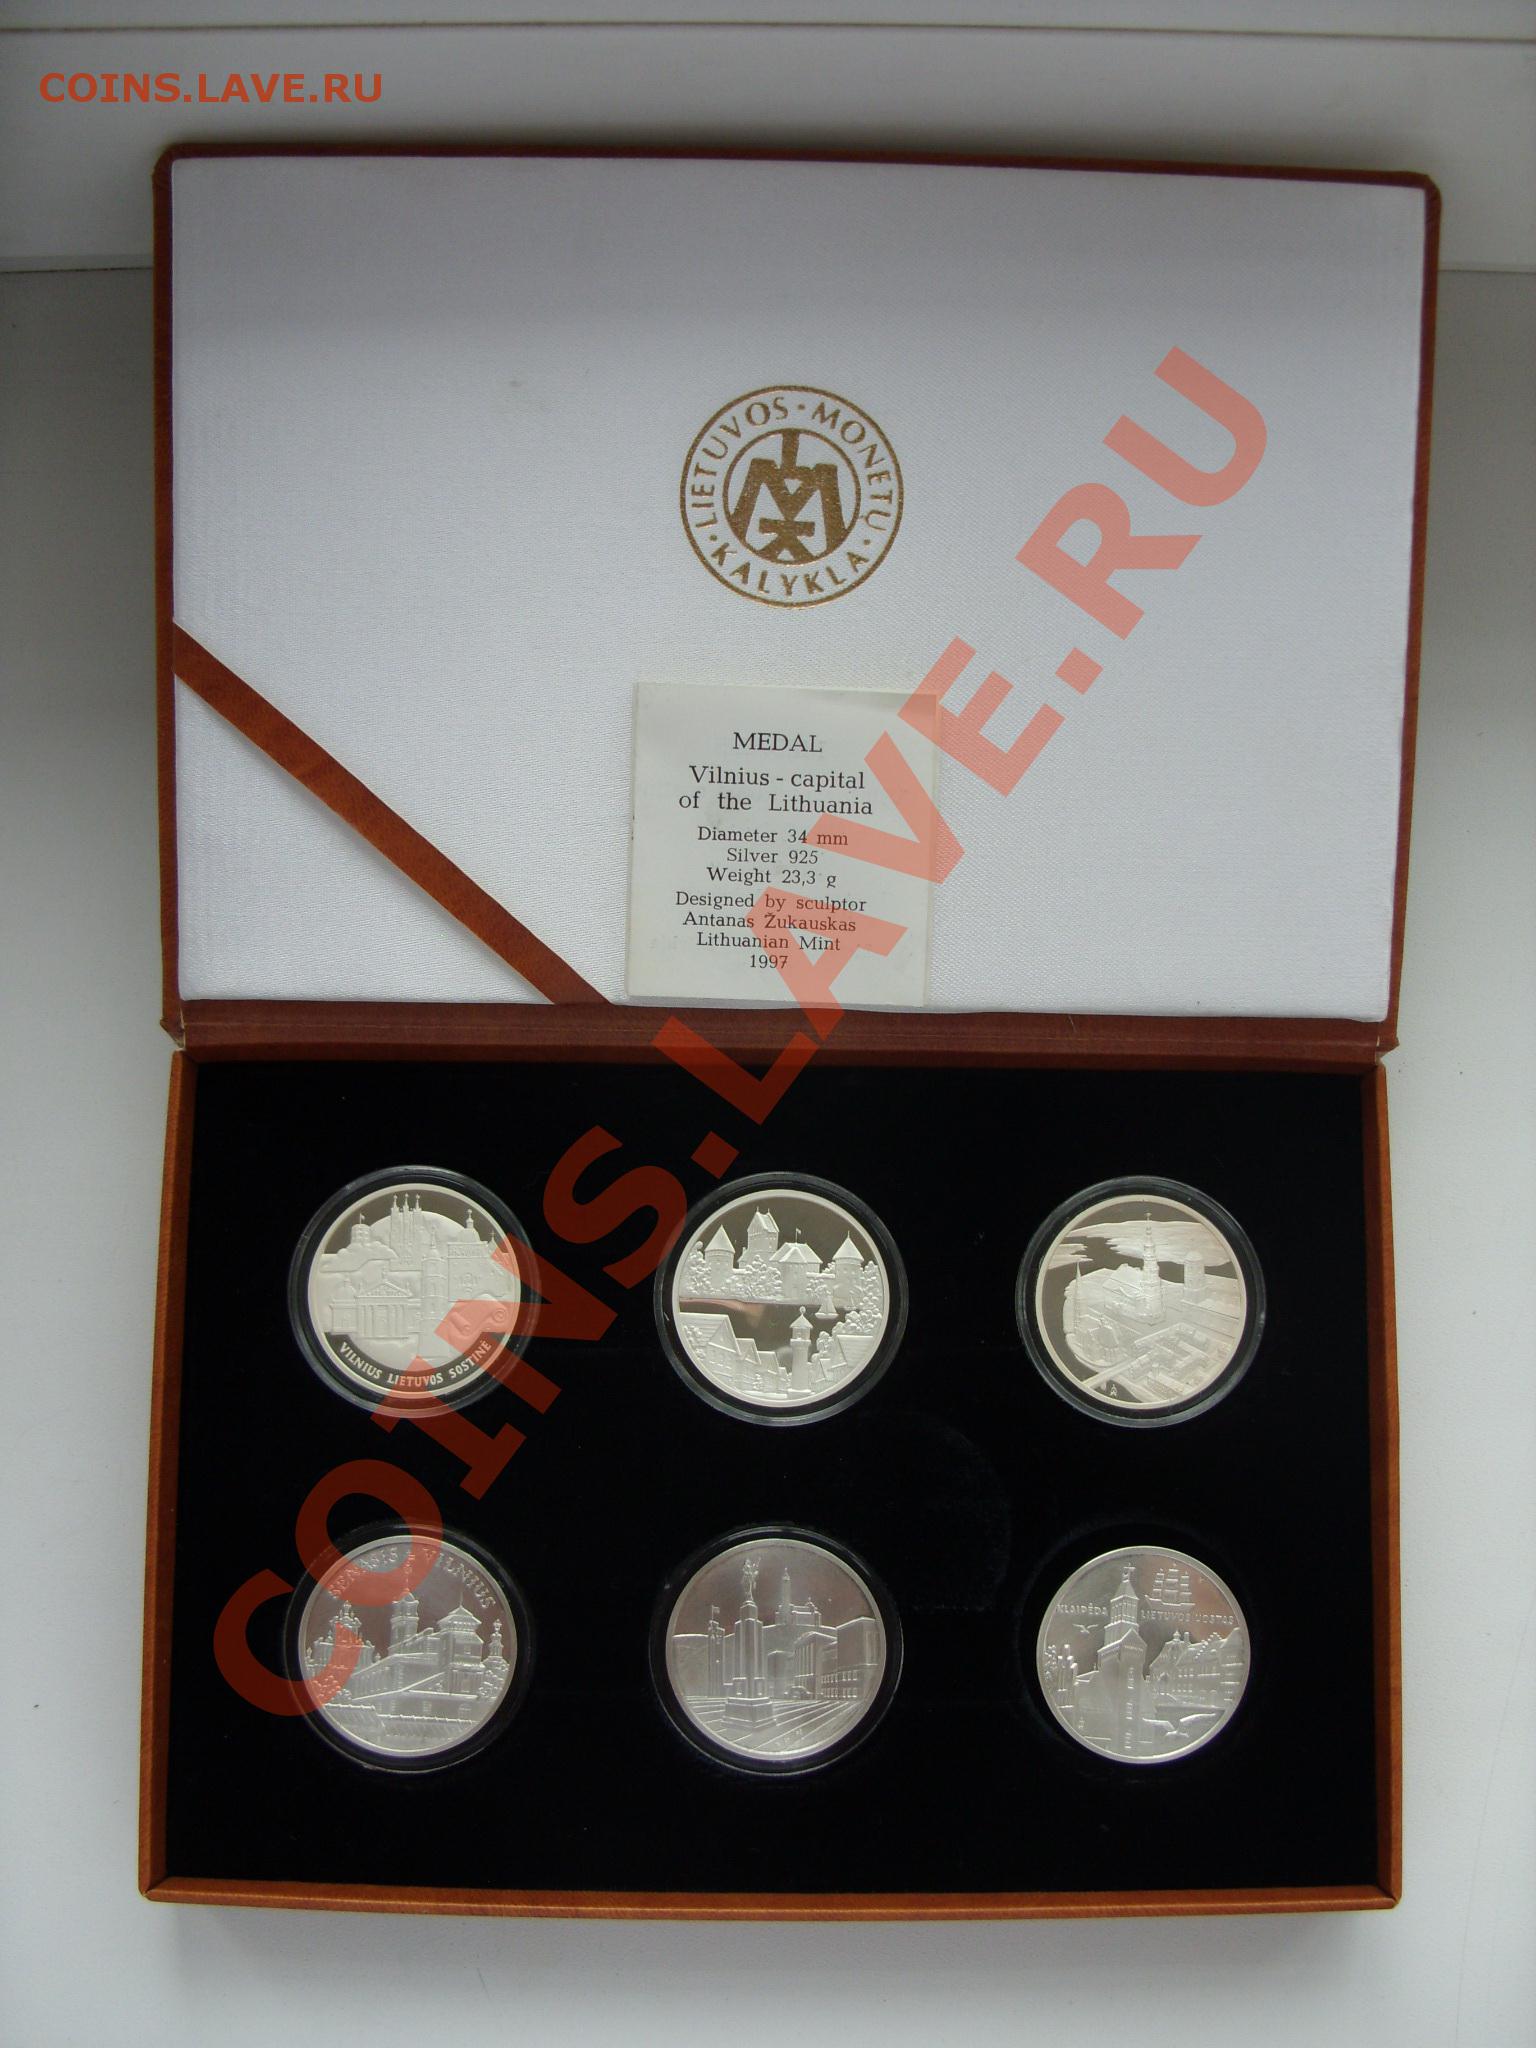 COINS.LAVE.RU
LIETUVOS · MONETŲ · KALYKLA ·
MEDAL
Vilnius - capital
of the Lithuania
Diameter 34 mm
Silver 925
Weight 23,3 g
Designed by sculptor
Antanas Žukauskas
Lithuanian Mint
1997
COINS.LAVE.RU
VILNIUS LIETUVOS SOSTINĖ
SENASIS VILNIUS
KLAIPĖDA LIETUVOS UOSTAS